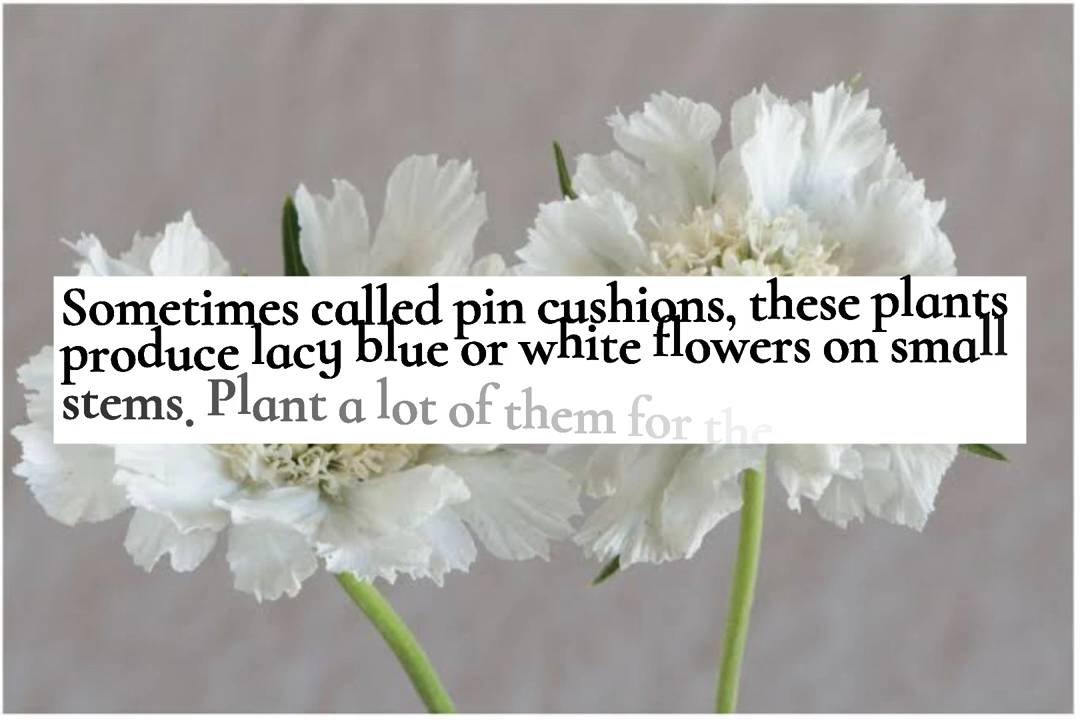 Sometimes called pin cushions, these plants
produce lacy blue or white flowers on small
stems. Plant a lot of them for the